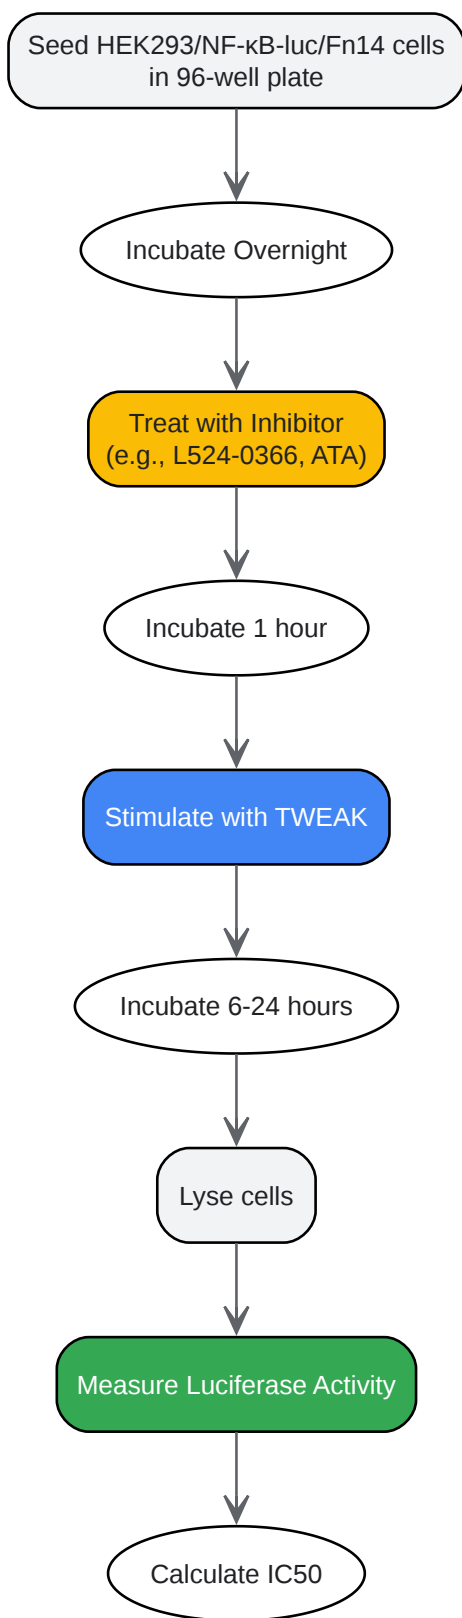 Seed HEK293/NF-κB-luc/Fn14 cells
in 96-well plate
Incubate Overnight
Treat with Inhibitor
(e.g., L524-0366, ATA)
Incubate 1 hour
Stimulate with TWEAK
Incubate 6-24 hours
Lyse cells
Measure Luciferase Activity
Calculate IC50